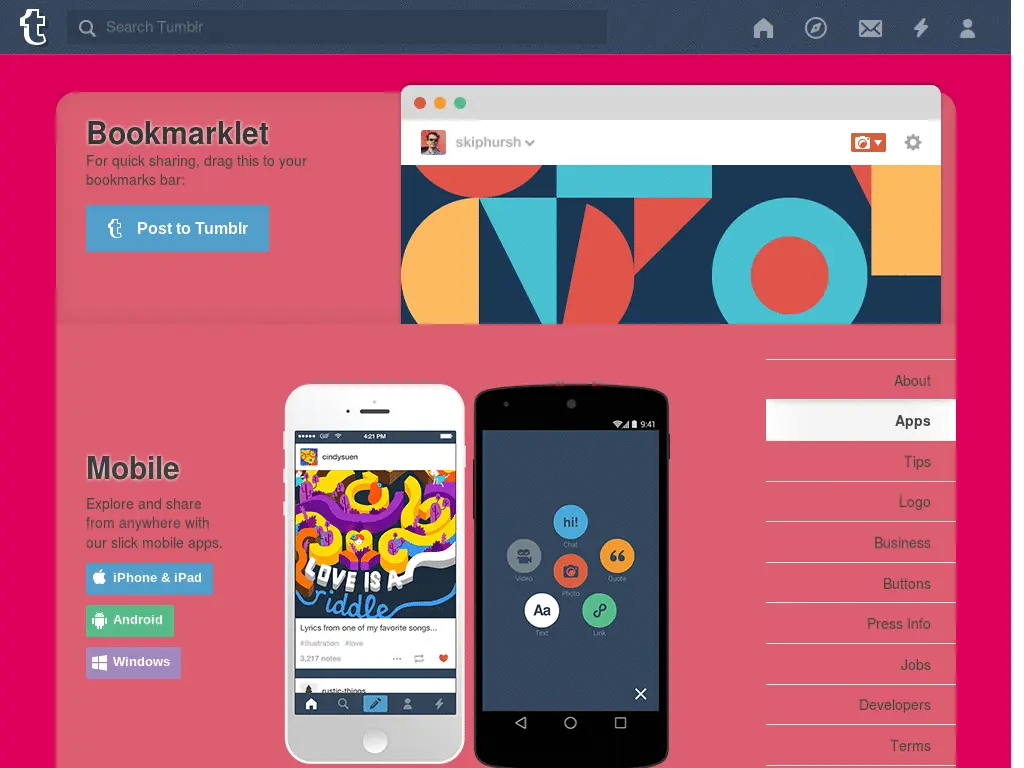 Search Tumblr
Bookmarklet
For quick sharing, drag this to your
bookmarks bar:
Post to Tumblr
skiphursh
Mobile
Explore and share
from anywhere with
our slick mobile apps.
iPhone & iPad
Android
Windows
GIF
4:21 PM
cindysuen
LOVE IS A
riddle
Lyrics from one of my favorite songs...
#illustration #love
3,217 notes
rustic-things
9:41
hi!
Chat
Video
Quote
Photo
Aa
Text
Link
About
Apps
Tips
Logo
Business
Buttons
Press Info
Jobs
Developers
Terms